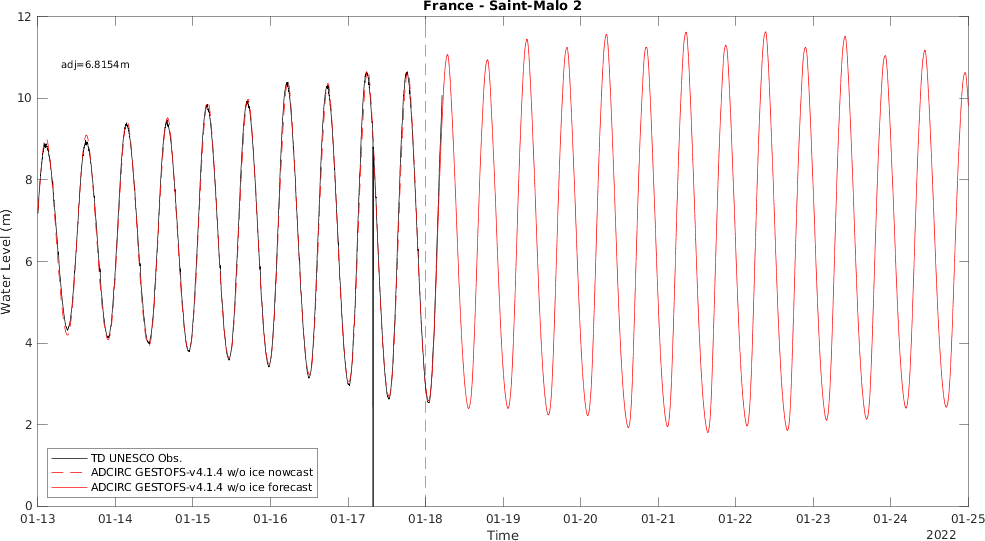 France - Saint-Malo 2
adj=6.8154m
12
10
8
6
4
2
0
Water Level (m)
TD UNESCO Obs.
ADCIRC GESTOFS-v4.1.4 w/o ice nowcast
ADCIRC GESTOFS-v4.1.4 w/o ice forecast
01-13 01-14 01-15 01-16 01-17 01-18 01-19 01-20 01-21 01-22 01-23 01-24 01-25
Time
2022